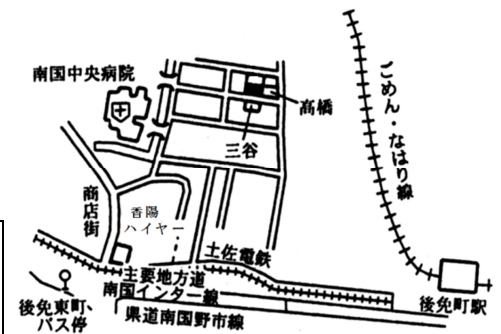 南国中央病院
高橋
三谷
ごめん・なはり線
商店街
香陽
ハイヤー
土佐電鉄
主要地方道
南国インター線
後免東町、
バス停
県道南国野市線
後免町駅